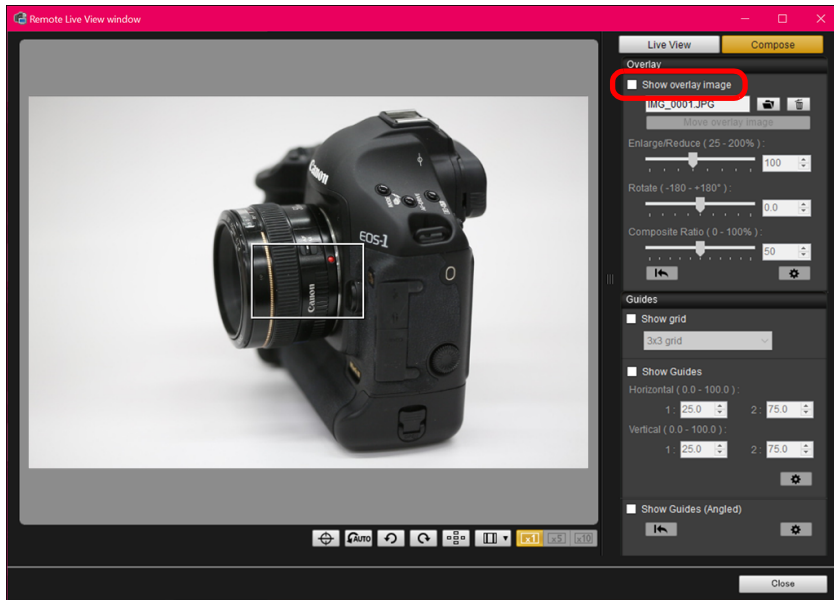 Remote Live View window
Live View
Compose
Overlay
Show overlay image
IMG_0001.JPG
Move overlay image
Enlarge/Reduce ( 25 - 200% ) :
100
Rotate ( -180 - +180° ) :
0.0
Composite Ratio ( 0 - 100% ) :
50
Guides
Show grid
3x3 grid
Show Guides
Horizontal ( 0.0 - 100.0 ) :
1 : 25.0 2 : 75.0
Vertical ( 0.0 - 100.0 ) :
1 : 25.0 2 : 75.0
Show Guides (Angled)
Canon
EOS-1
Canon
AUTO
x1 x5 x10
Close